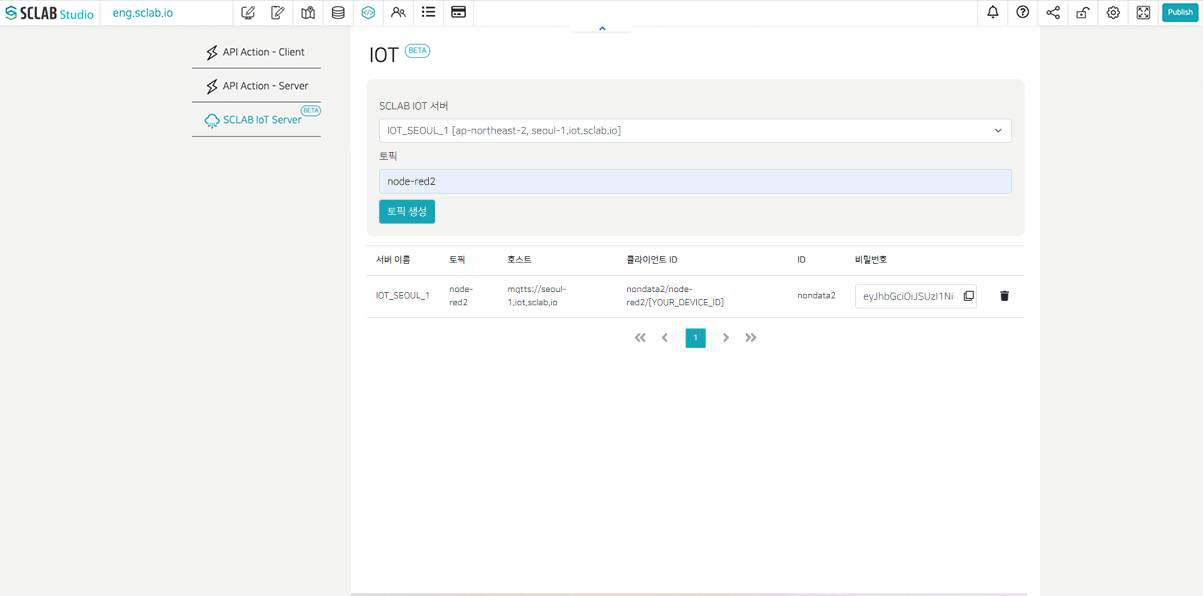 SCLAB Studio
eng.sclab.io
Publish
API Action - Client
API Action - Server
SCLAB IoT Server
BETA
IOT BETA
SCLAB IOT 서버
IOT_SEOUL_1 [ap-northeast-2, seoul-1.iot.sclab.io]
토픽
node-red2
토픽 생성
서버 이름 토픽 호스트 클라이언트 ID ID 비밀번호
IOT_SEOUL_1
node-
red2
mqtts://seoul-
1.iot.sclab.io
nondata2/node-
red2/[YOUR_DEVICE_ID]
nondata2
eyJhbGciOiJSUzI1Ni
1